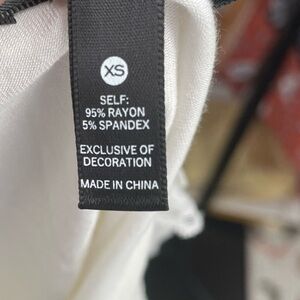 XS
SELF:
95% RAYON
5% SPANDEX
EXCLUSIVE OF
DECORATION
MADE IN CHINA